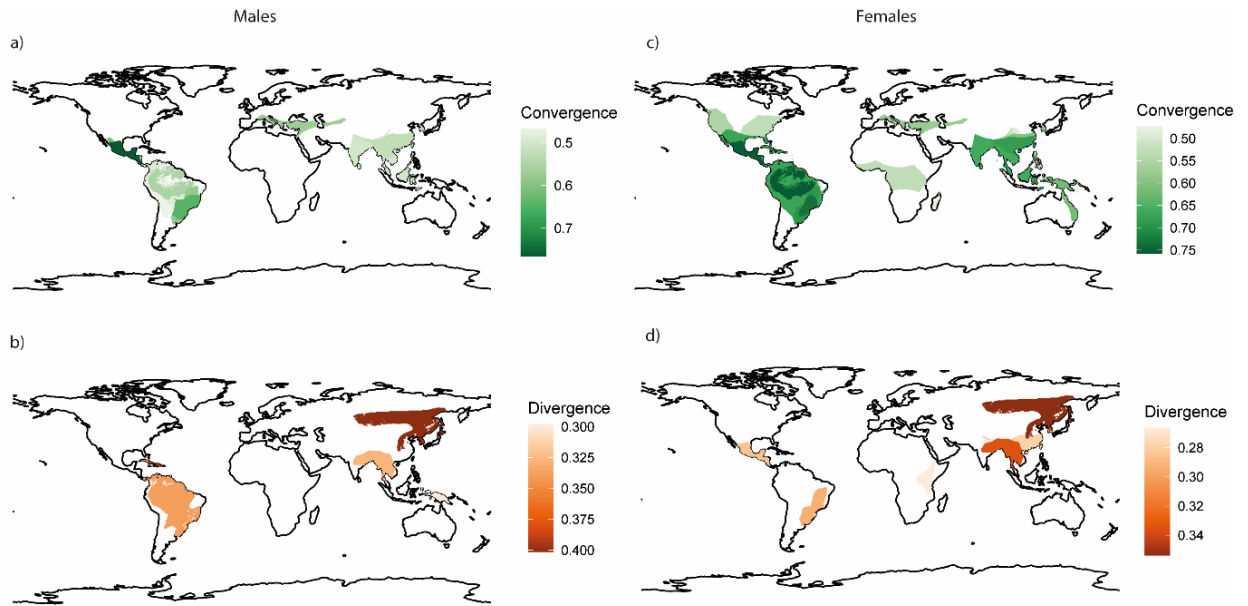 Males
Females
a)
Convergence
0.5
0.6
0.7
c)
Convergence
0.50
0.55
0.60
0.65
0.70
0.75
b)
Divergence
0.300
0.325
0.350
0.375
0.400
d)
Divergence
0.28
0.30
0.32
0.34